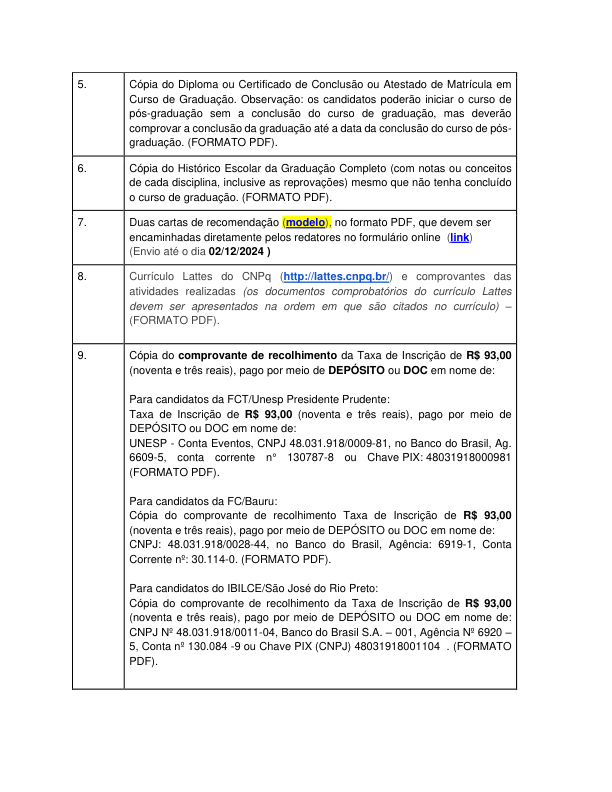 5.
Cópia do Diploma ou Certificado de Conclusão ou Atestado de Matrícula em
Curso de Graduação. Observação: os candidatos poderão iniciar o curso de
pós-graduação sem a conclusão do curso de graduação, mas deverão
comprovar a conclusão da graduação até a data da conclusão do curso de pós-
graduação. (FORMATO PDF).
6.
Cópia do Histórico Escolar da Graduação Completo (com notas ou conceitos
de cada disciplina, inclusive as reprovações) mesmo que não tenha concluído
o curso de graduação. (FORMATO PDF).
7.
Duas cartas de recomendação (modelo), no formato PDF, que devem ser
encaminhadas diretamente pelos redatores no formulário online (link)
(Envio até o dia 02/12/2024 )
8.
Currículo Lattes do CNPq (http://lattes.cnpq.br/) e comprovantes das
atividades realizadas (os documentos comprobatórios do currículo Lattes
devem ser apresentados na ordem em que são citados no currículo) –
(FORMATO PDF).
9.
Cópia do comprovante de recolhimento da Taxa de Inscrição de R$ 93,00
(noventa e três reais), pago por meio de DEPÓSITO ou DOC em nome de:
Para candidatos da FCT/Unesp Presidente Prudente:
Taxa de Inscrição de R$ 93,00 (noventa e três reais), pago por meio de
DEPÓSITO ou DOC em nome de:
UNESP - Conta Eventos, CNPJ 48.031.918/0009-81, no Banco do Brasil, Ag.
6609-5, conta corrente n° 130787-8 ou Chave PIX: 48031918000981
(FORMATO PDF).
Para candidatos da FC/Bauru:
Cópia do comprovante de recolhimento Taxa de Inscrição de R$ 93,00
(noventa e três reais), pago por meio de DEPÓSITO ou DOC em nome de:
CNPJ: 48.031.918/0028-44, no Banco do Brasil, Agência: 6919-1, Conta
Corrente nº: 30.114-0. (FORMATO PDF).
Para candidatos do IBILCE/São José do Rio Preto:
Cópia do comprovante de recolhimento da Taxa de Inscrição de R$ 93,00
(noventa e três reais), pago por meio de DEPÓSITO ou DOC em nome de:
CNPJ Nº 48.031.918/0011-04, Banco do Brasil S.A. – 001, Agência Nº 6920 –
5, Conta nº 130.084 -9 ou Chave PIX (CNPJ) 48031918001104 . (FORMATO
PDF).